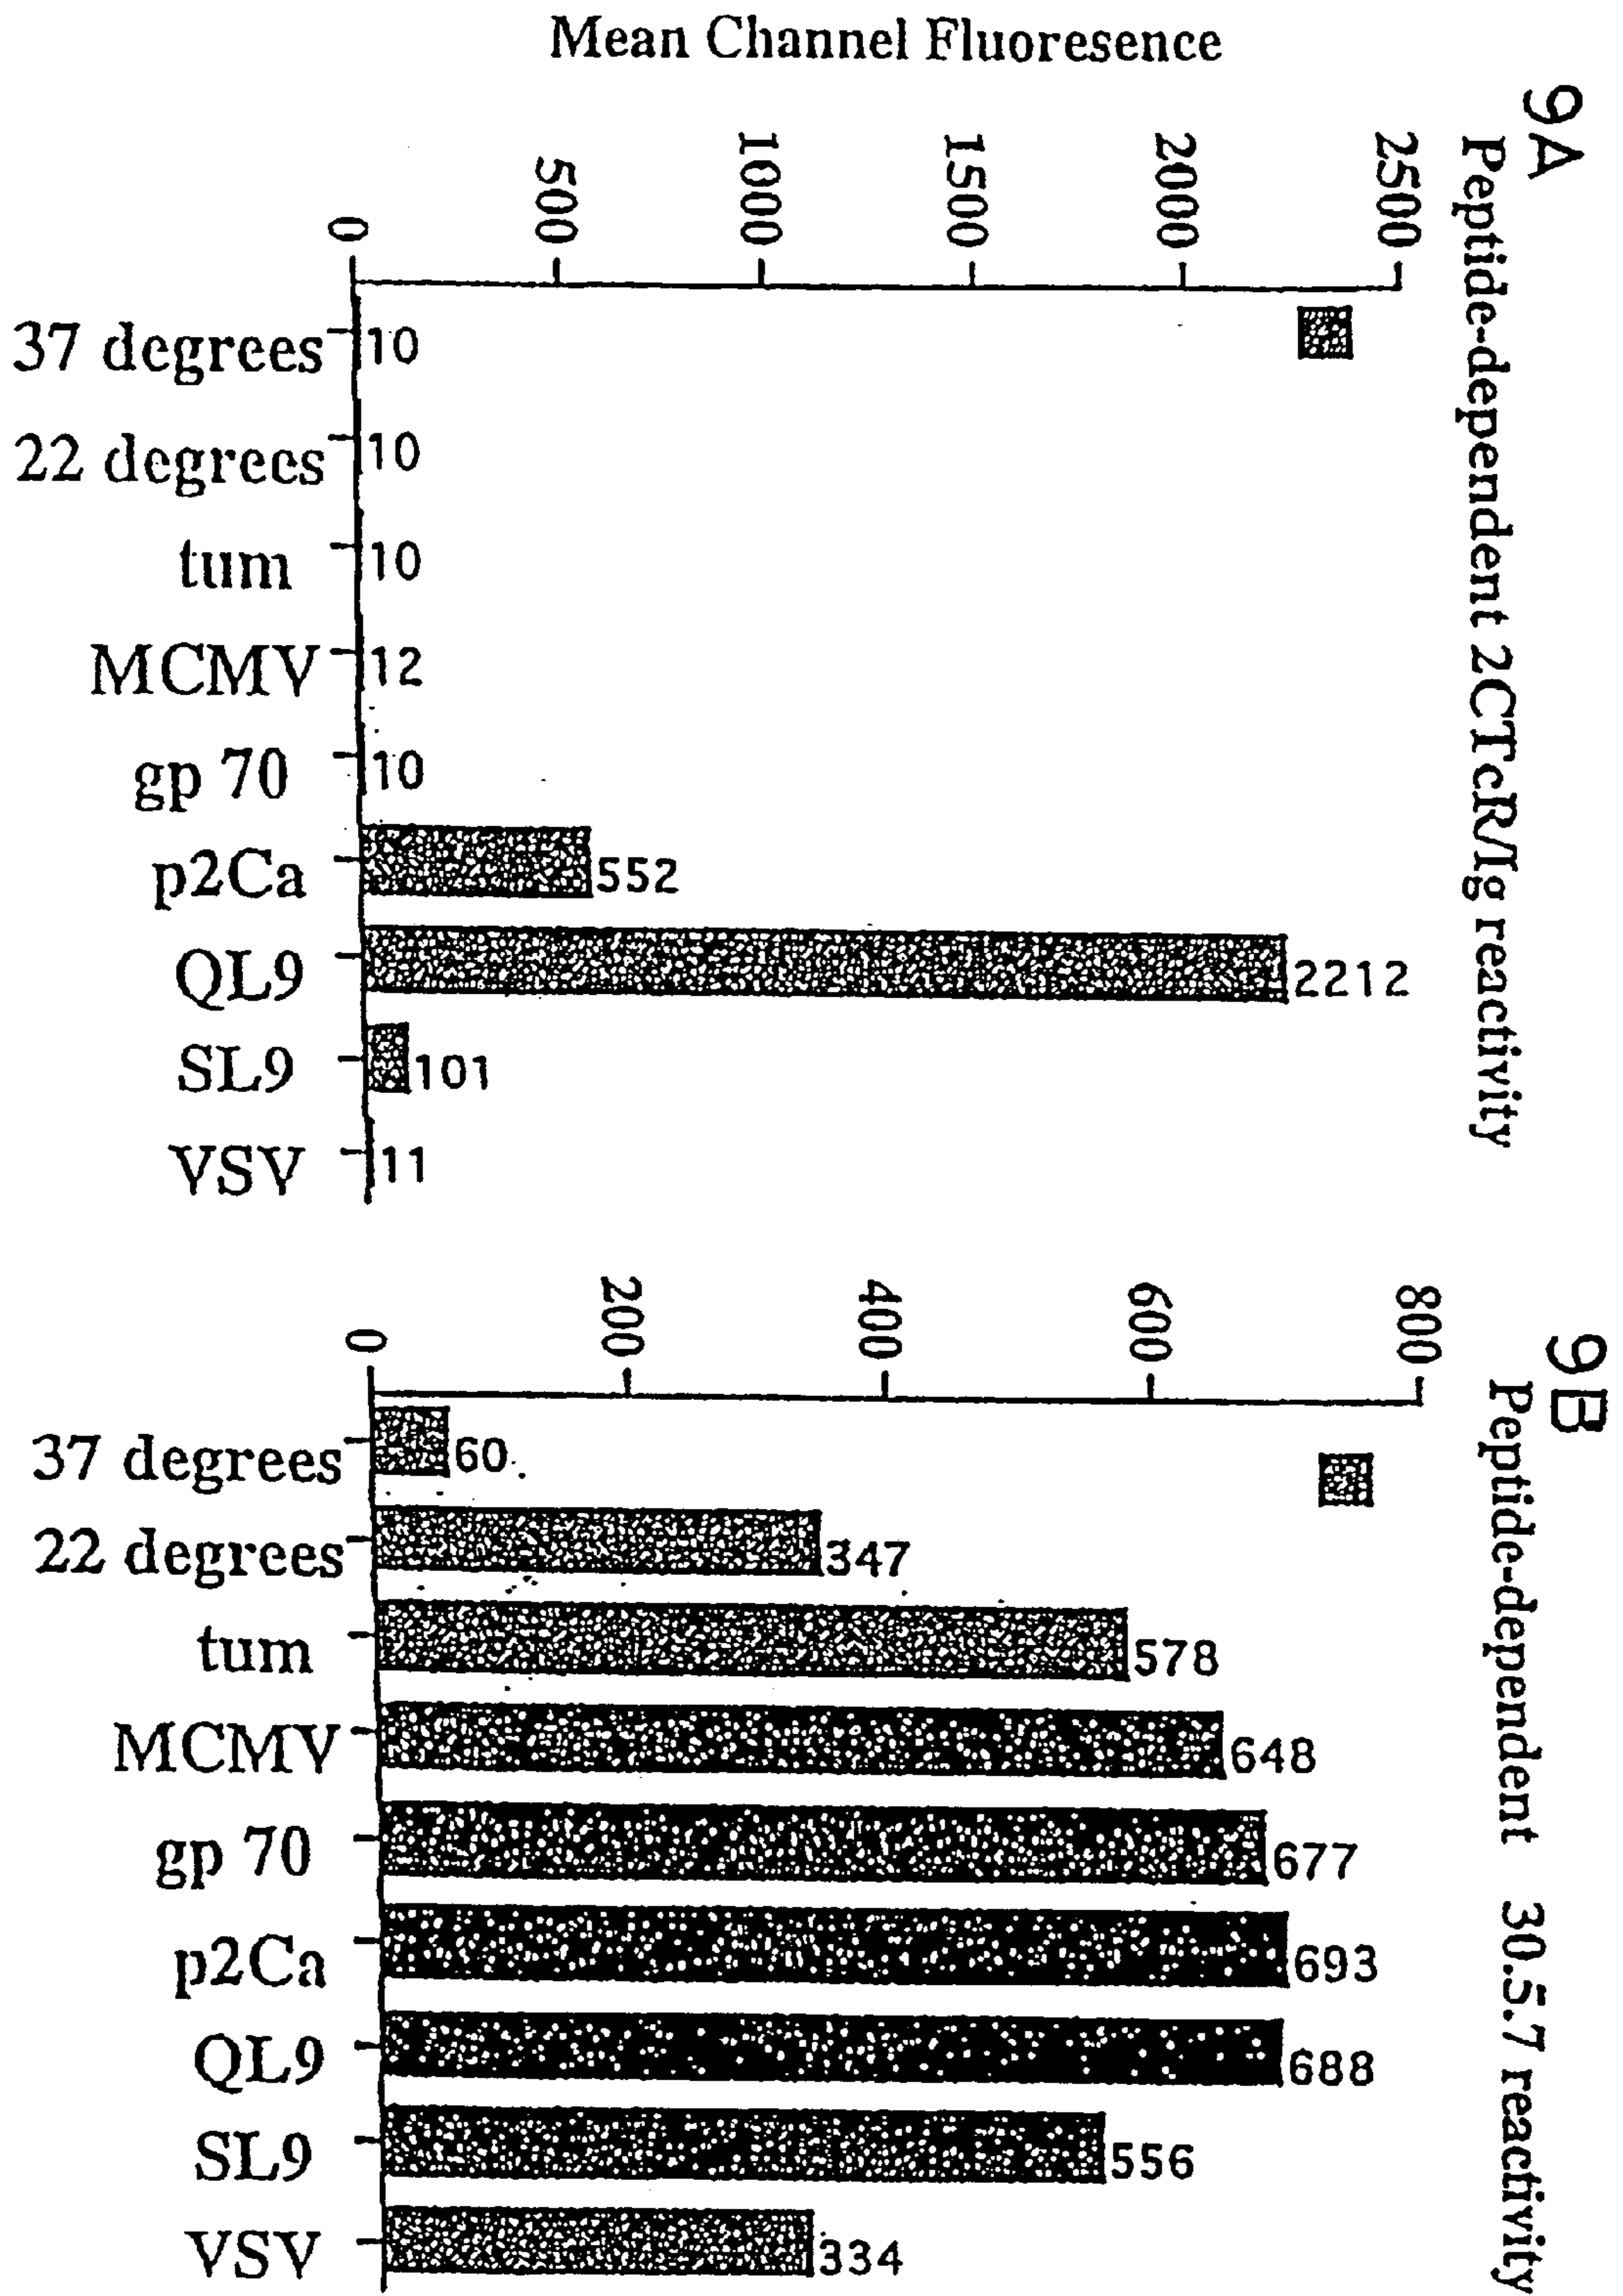 Mean Channel Fluoresence
9A
Peptide-dependent 2CTcR/Ig reactivity
2500
2000
1500
1000
500
0
37 degrees 10
22 degrees 10
tum 10
MCMV 12
gp 70 10
p2Ca 552
QL9 2212
SL9 101
VSV 11
9B
Peptide-dependent 30.5.7 reactivity
800
600
400
200
0
37 degrees 60
22 degrees 347
tum 578
MCMV 648
gp 70 677
p2Ca 693
QL9 688
SL9 556
VSV 334